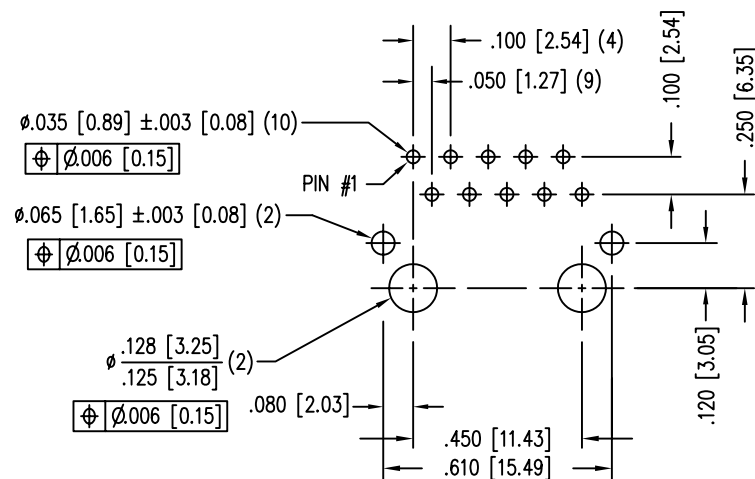 .100 [2.54] (4)
.050 [1.27] (9)
.100 [2.54]
.250 [6.35]
ø.035 [0.89] ±.003 [0.08] (10)
⌖ Ø.006 [0.15]
PIN #1
ø.065 [1.65] ±.003 [0.08] (2)
⌖ Ø.006 [0.15]
ø .128 [3.25] (2)
.125 [3.18]
⌖ Ø.006 [0.15]
.080 [2.03]
.120 [3.05]
.450 [11.43]
.610 [15.49]